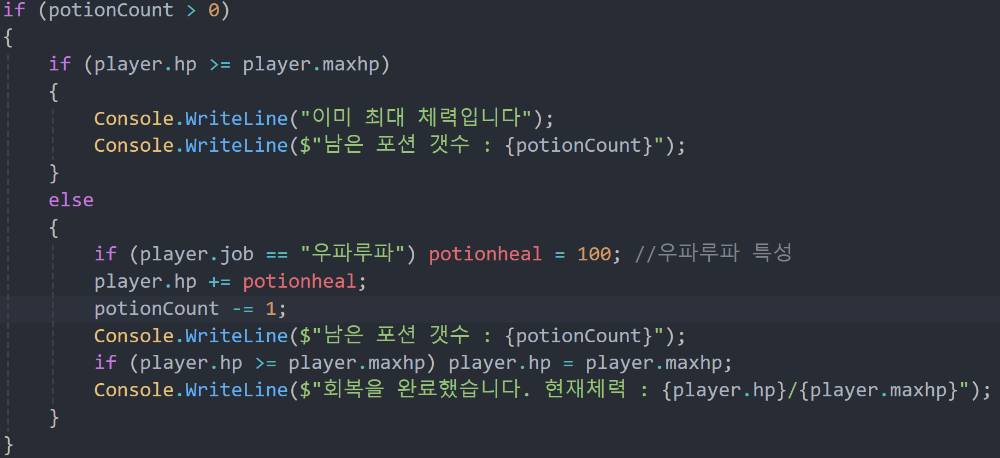 if (potionCount > 0)
{
if (player.hp >= player.maxhp)
{
Console.WriteLine("이미 최대 체력입니다");
Console.WriteLine($"남은 포션 갯수 : {potionCount}");
}
else
{
if (player.job == "우파루파") potionheal = 100; //우파루파 특성
player.hp += potionheal;
potionCount -= 1;
Console.WriteLine($"남은 포션 갯수 : {potionCount}");
if (player.hp >= player.maxhp) player.hp = player.maxhp;
Console.WriteLine($"회복을 완료했습니다. 현재체력 : {player.hp}/{player.maxhp}");
}
}